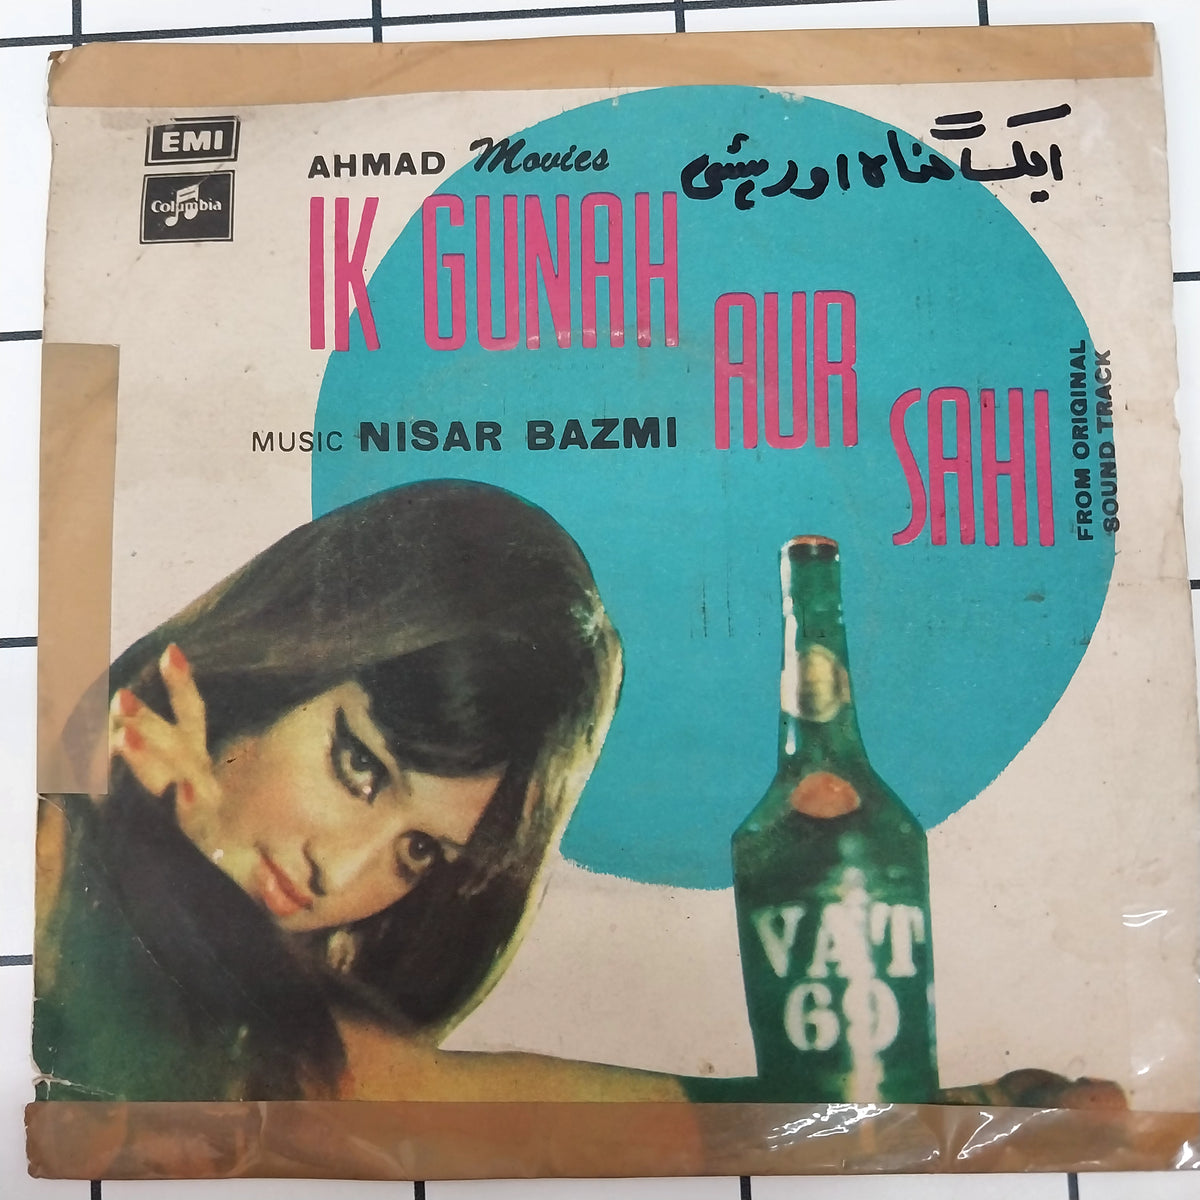 EMI
Columbia
AHMAD Movies
ایک گناہ اور سہی
IK GUNAH
AUR
SAHI
MUSIC NISAR BAZMI
FROM ORIGINAL
SOUND TRACK
VAT
69